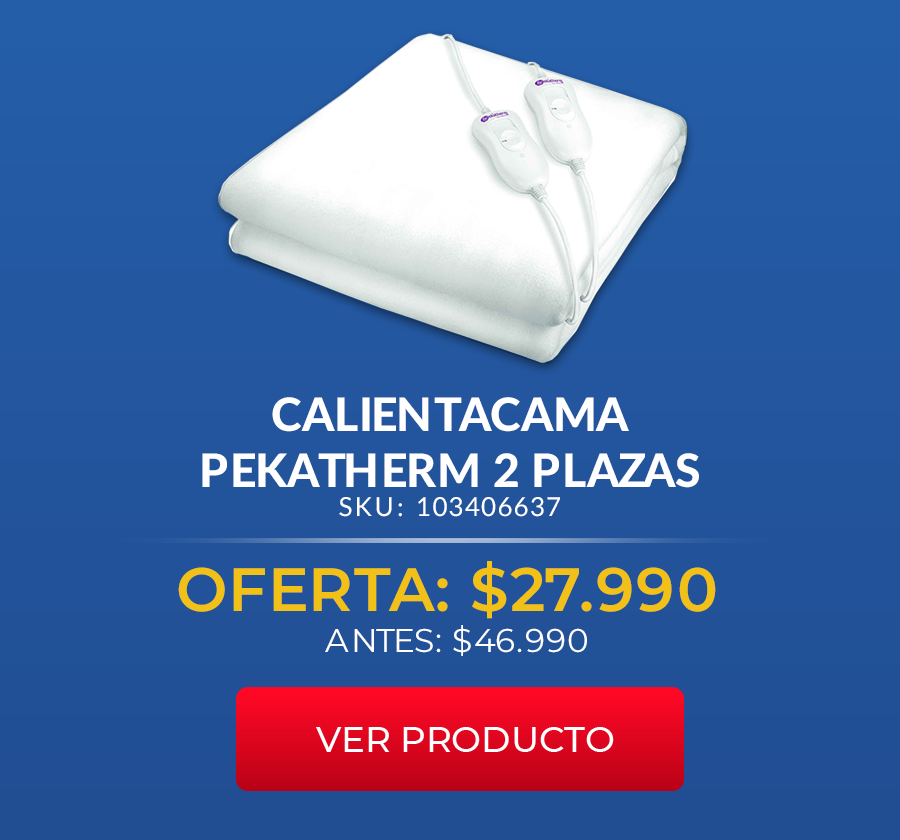 CALIENTACAMA
PEKATHERM 2 PLAZAS
SKU: 103406637
OFERTA: $27.990
ANTES: $46.990
VER PRODUCTO